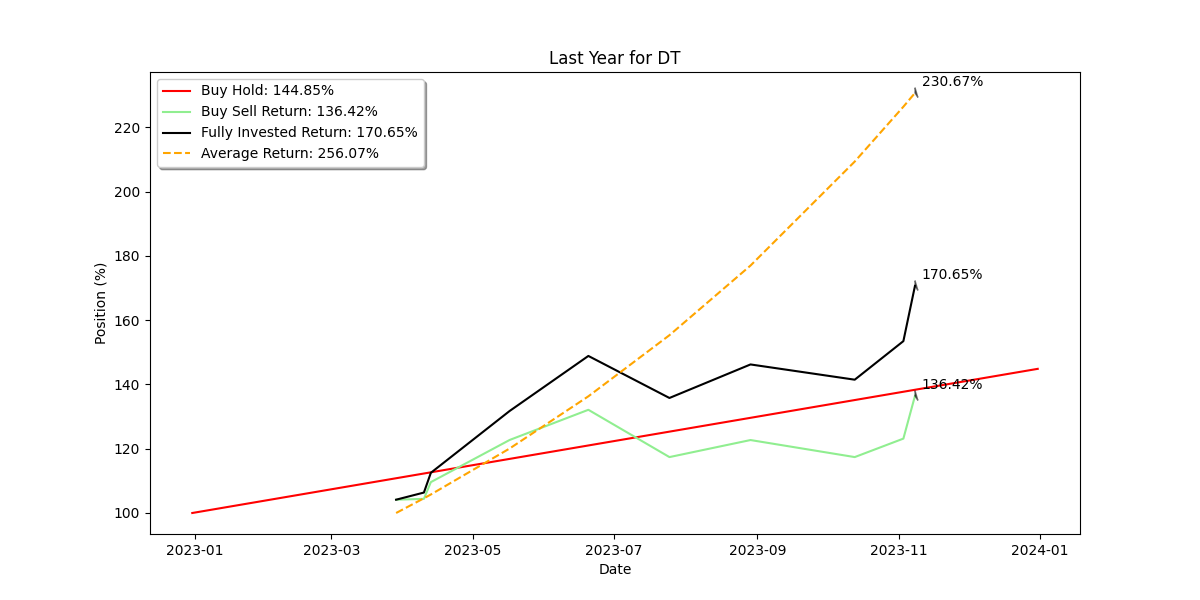 Last Year for DT
Buy Hold: 144.85%
Buy Sell Return: 136.42%
Fully Invested Return: 170.65%
Average Return: 256.07%
230.67%
170.65%
136.42%
Position (%)
220
200
180
160
140
120
100
2023-01 2023-03 2023-05 2023-07 2023-09 2023-11 2024-01
Date